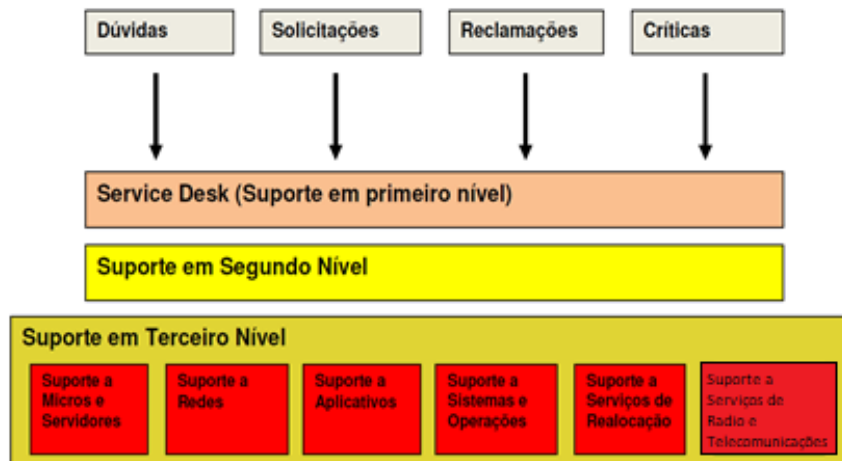 Dúvidas
Solicitações
Reclamações
Críticas
Service Desk (Suporte em primeiro nível)
Suporte em Segundo Nível
Suporte em Terceiro Nível
Suporte a
Micros e
Servidores
Suporte a
Redes
Suporte a
Aplicativos
Suporte a
Sistemas e
Operações
Suporte a
Serviços de
Realocação
Suporte a
Serviços de
Radio e
Telecomunicações